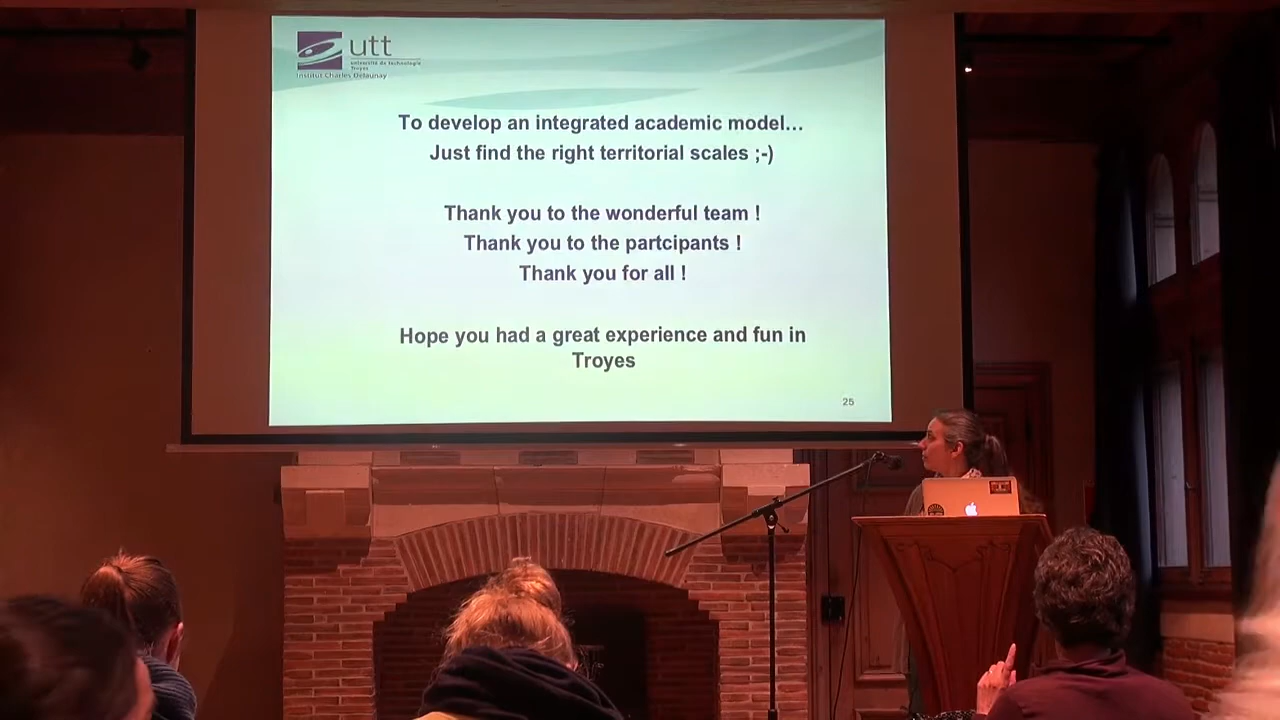 utt
université de technologie
Troyes
Institut Charles Delaunay
To develop an integrated academic model...
Just find the right territorial scales ;-)
Thank you to the wonderful team !
Thank you to the partcipants !
Thank you for all !
Hope you had a great experience and fun in
Troyes
25